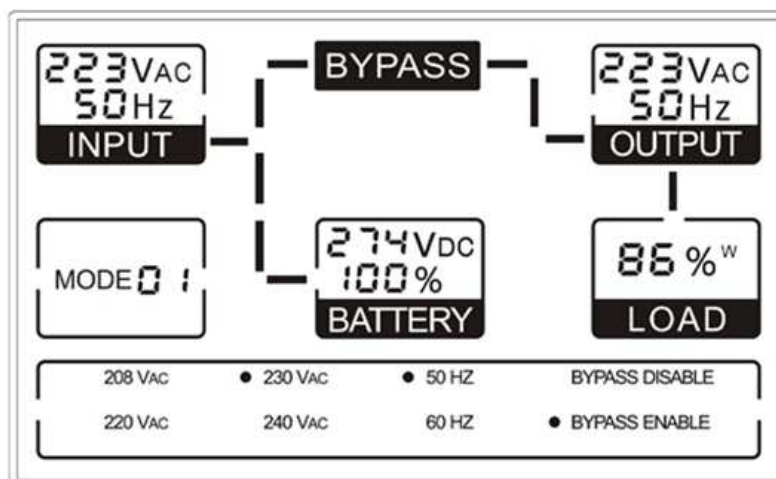 223VAC
50Hz
INPUT
BYPASS
223VAC
50Hz
OUTPUT
MODE 01
274VDC
100%
BATTERY
86%W
LOAD
208 VAC ● 230 VAC ● 50 HZ BYPASS DISABLE
220 VAC 240 VAC 60 HZ ● BYPASS ENABLE